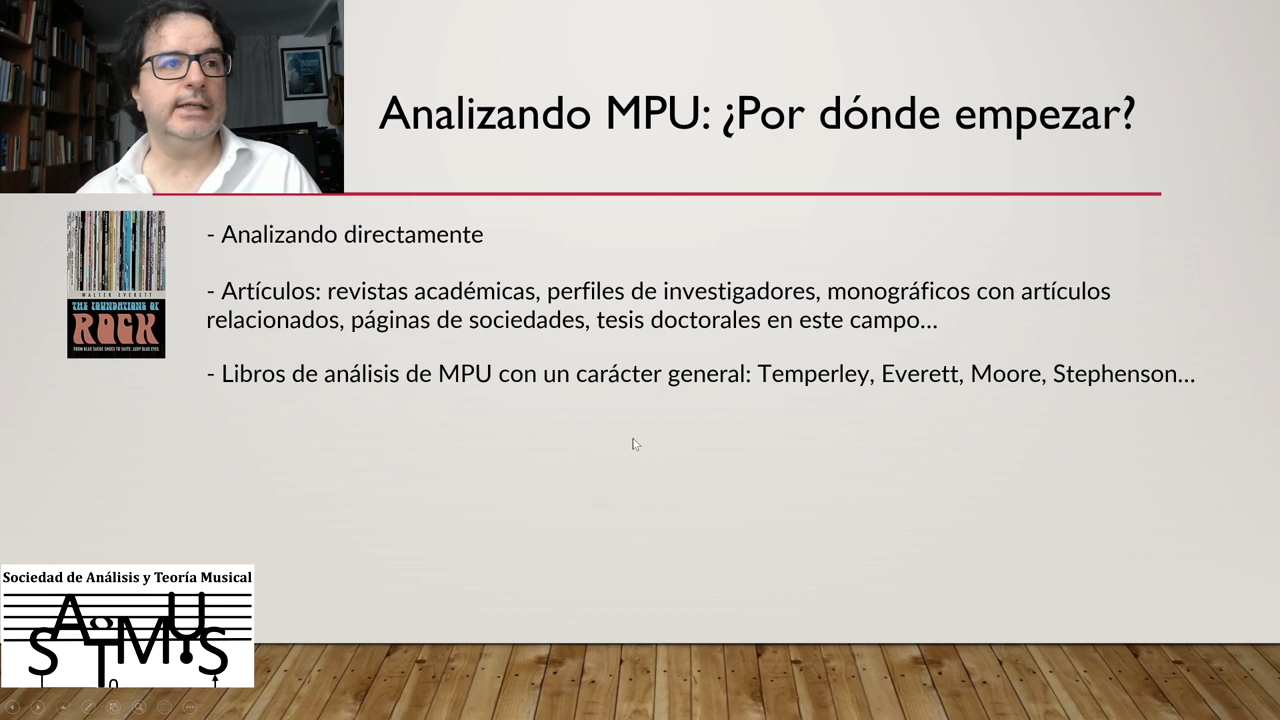 Analizando MPU: ¿Por dónde empezar?
- Analizando directamente
- Artículos: revistas académicas, perfiles de investigadores, monográficos con artículos
relacionados, páginas de sociedades, tesis doctorales en este campo...
- Libros de análisis de MPU con un carácter general: Temperley, Everett, Moore, Stephenson...
WALTER EVERETT
THE FOUNDATIONS OF
ROCK
FROM BLUE SUEDE SHOES TO SUITE: JUDY BLUE EYES
Sociedad de Análisis y Teoría Musical
SATMUS